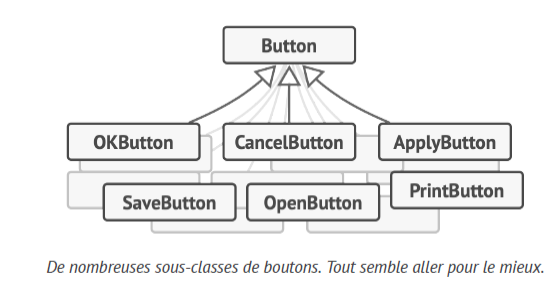 Button
OKButton
CancelButton
ApplyButton
SaveButton
OpenButton
PrintButton
De nombreuses sous-classes de boutons. Tout semble aller pour le mieux.